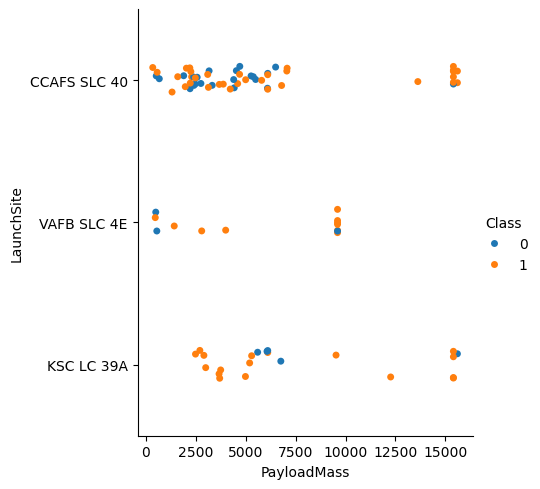 CCAFS SLC 40
VAFB SLC 4E
KSC LC 39A
LaunchSite
0 2500 5000 7500 10000 12500 15000
PayloadMass
Class
0
1